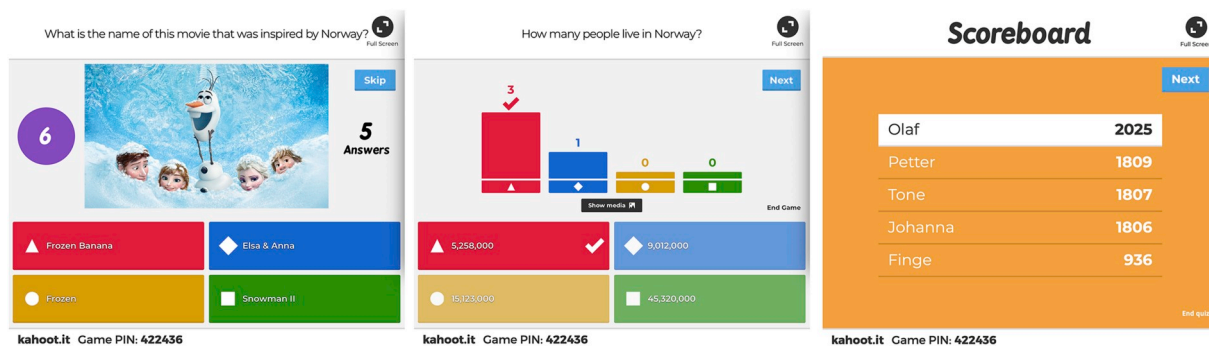 What is the name of this movie that was inspired by Norway?
Full Screen
Skip
6
5
Answers
Frozen Banana
Elsa & Anna
Frozen
Snowman II
kahoot.it Game PIN: 422436
How many people live in Norway?
Full Screen
Next
3
1
0
0
Show media
End Game
5,258,000
9,012,000
15,123,000
45,320,000
kahoot.it Game PIN: 422436
Scoreboard
Full Screen
Next
Olaf 2025
Petter 1809
Tone 1807
Johanna 1806
Finge 936
End quiz
kahoot.it Game PIN: 422436